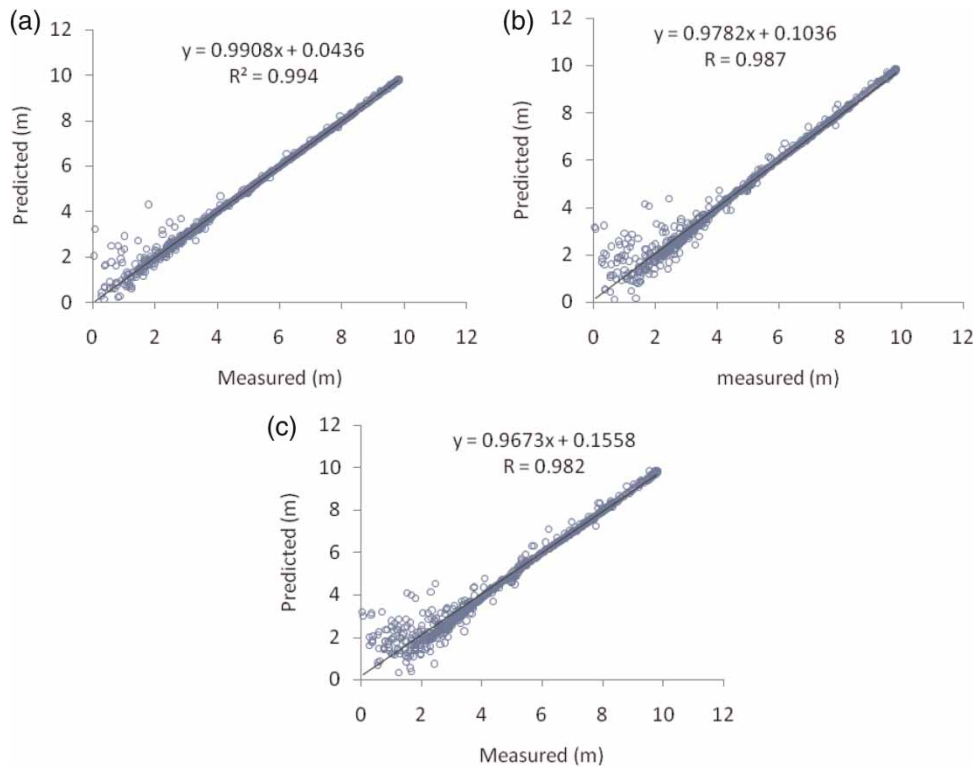 (a)
y = 0.9908x + 0.0436
R² = 0.994
12
10
8
6
4
2
0
Predicted (m)
0 2 4 6 8 10 12
Measured (m)
(b)
y = 0.9782x + 0.1036
R = 0.987
12
10
8
6
4
2
0
Predicted (m)
0 2 4 6 8 10 12
measured (m)
(c)
y = 0.9673x + 0.1558
R = 0.982
12
10
8
6
4
2
0
Predicted (m)
0 2 4 6 8 10 12
Measured (m)